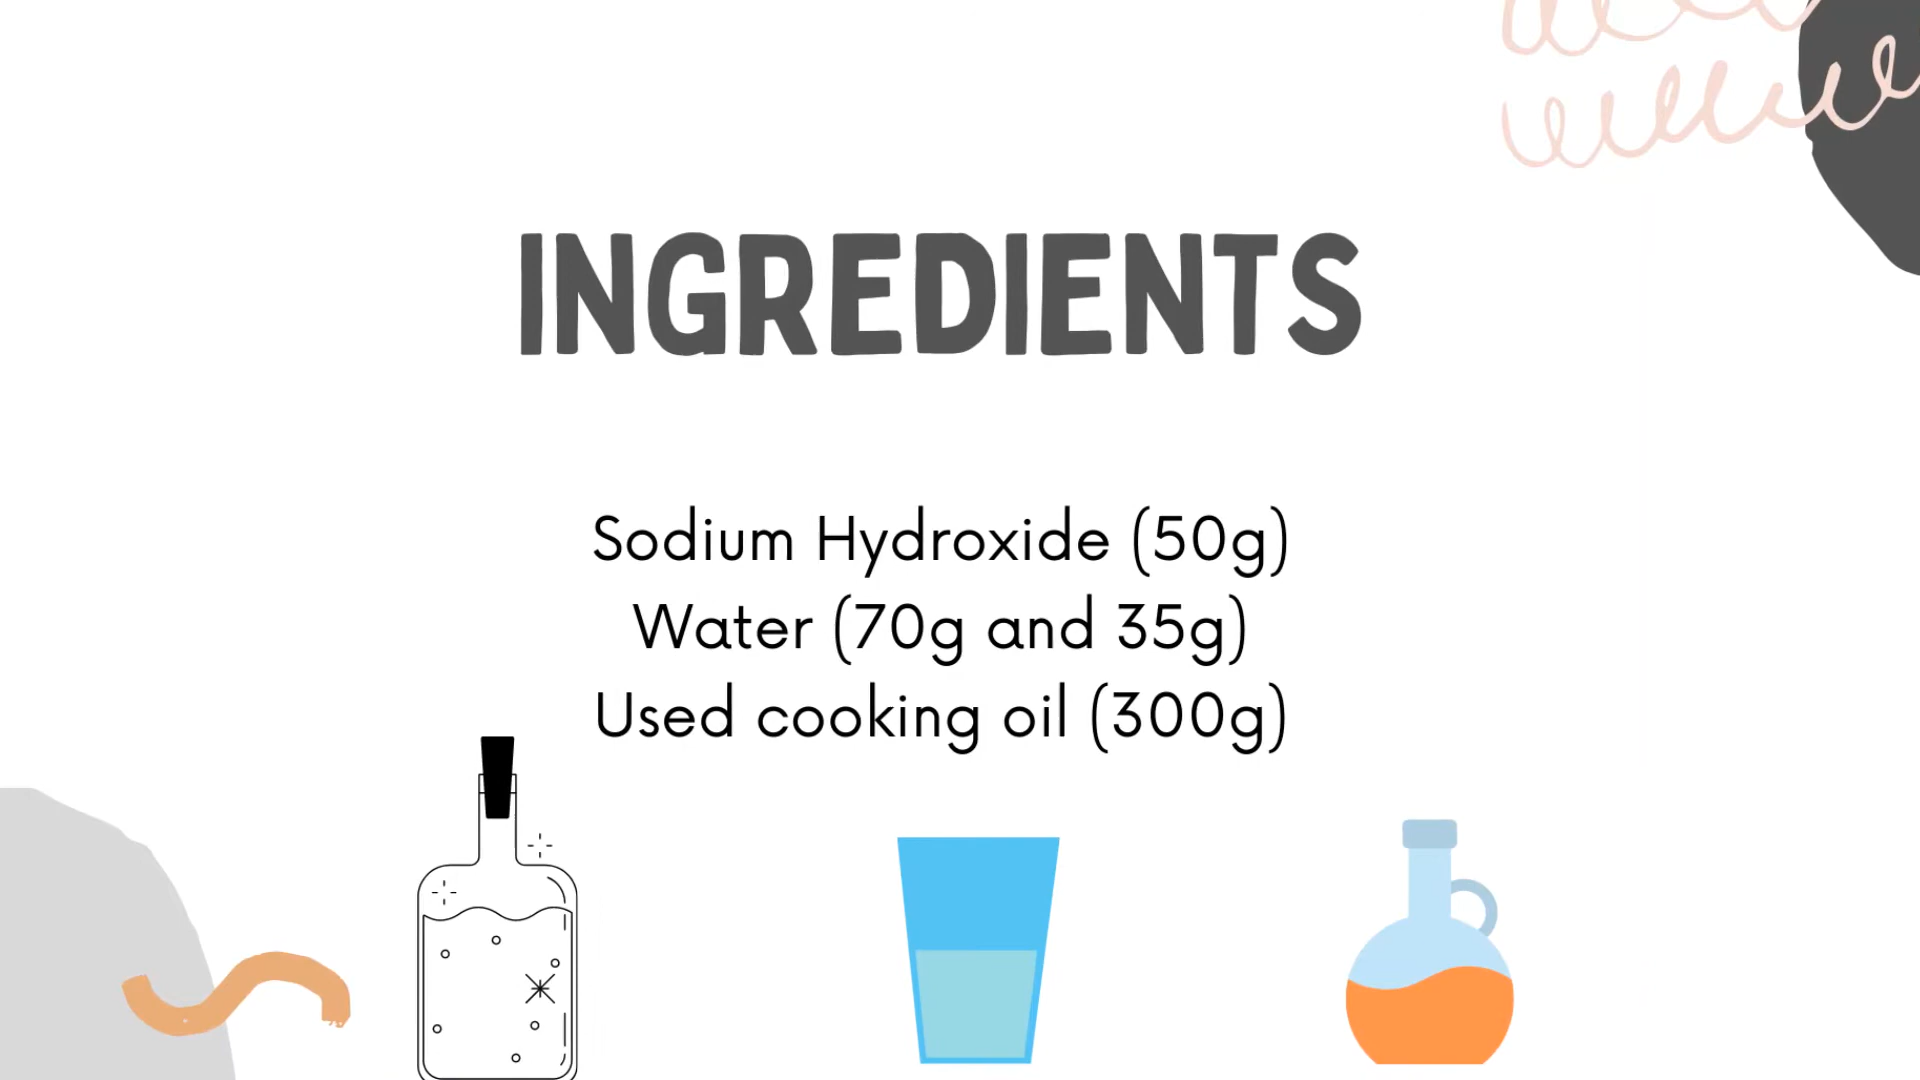 INGREDIENTS
Sodium Hydroxide (50g)
Water (70g and 35g)
Used cooking oil (300g)